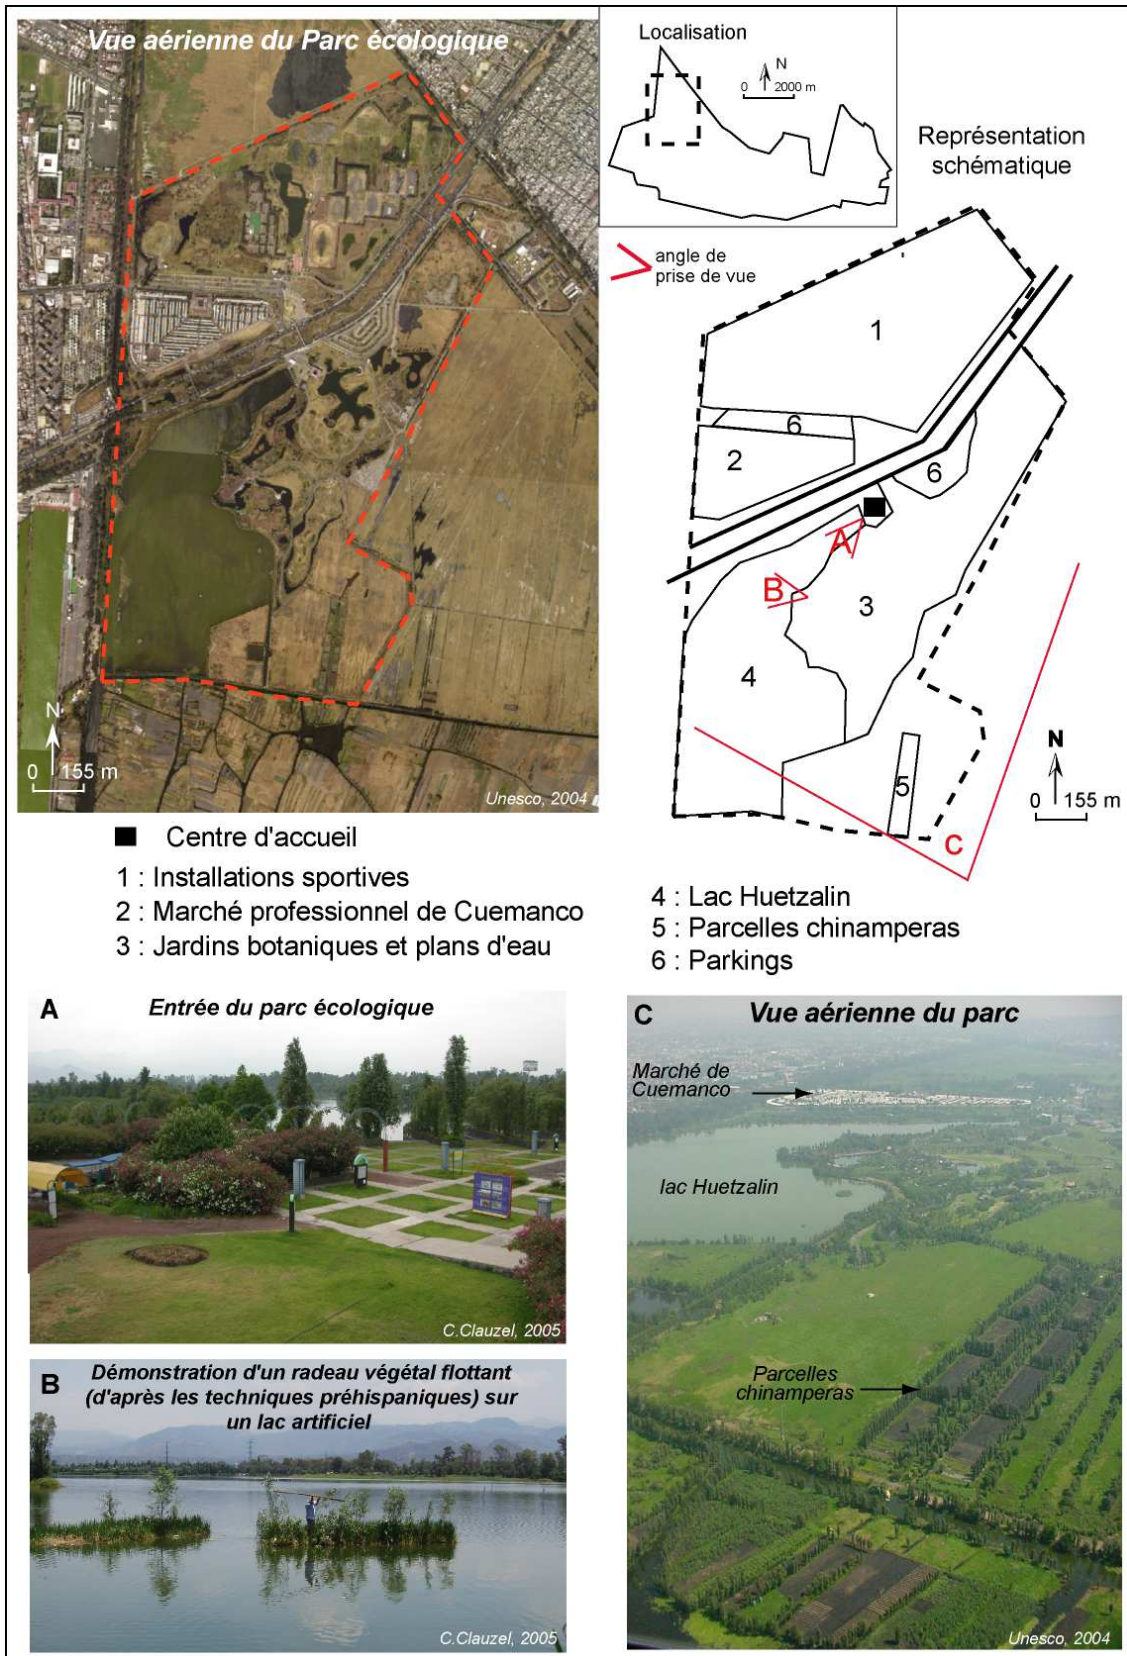 Vue aérienne du Parc écologique
N
0 155 m
Unesco, 2004
Localisation
N
0 2000 m
Représentation
schématique
angle de
prise de vue
1
6
2
6
A
B
3
4
5
C
N
0 155 m
Centre d'accueil
1 : Installations sportives
2 : Marché professionnel de Cuemanco
3 : Jardins botaniques et plans d'eau
4 : Lac Huetzalin
5 : Parcelles chinamperas
6 : Parkings
A Entrée du parc écologique
C.Clauzel, 2005
B Démonstration d'un radeau végétal flottant
(d'après les techniques préhispaniques) sur
un lac artificiel
C.Clauzel, 2005
C Vue aérienne du parc
Marché de
Cuemanco
lac Huetzalin
Parcelles
chinamperas
Unesco, 2004